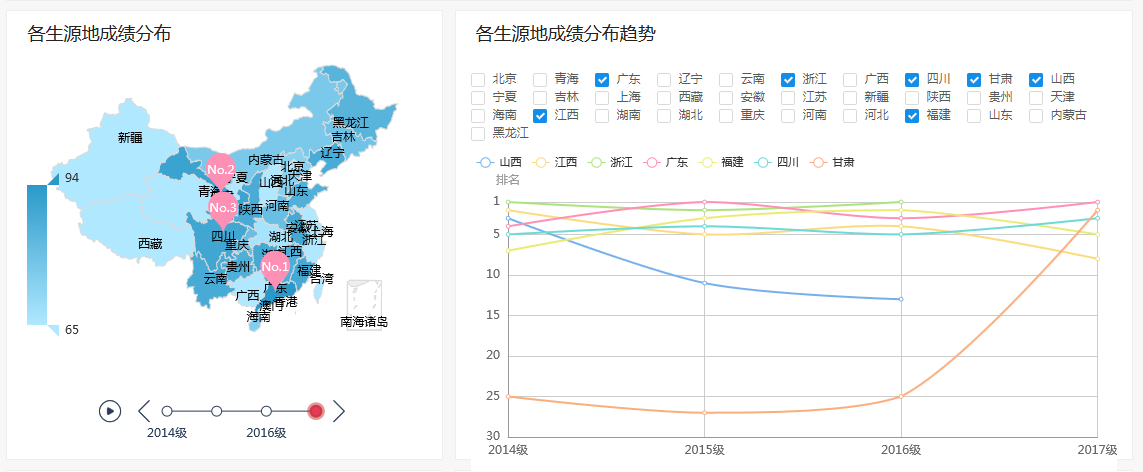 各生源地成绩分布
新疆
黑龙江
吉林
内蒙古
辽宁
No.2
宁夏
北京
天津
河北
山西
青海
山东
No.3
陕西
河南
西藏
四川
重庆
湖北
安徽
江苏
上海
浙江
No.1
江西
贵州
云南
福建
台湾
广西
广东
香港
澳门
海南
南海诸岛
94
65
2014级
2016级
各生源地成绩分布趋势
北京 青海 广东 辽宁 云南 浙江 广西 四川 甘肃 山西
宁夏 吉林 上海 西藏 安徽 江苏 新疆 陕西 贵州 天津
海南 江西 湖南 湖北 重庆 河南 河北 福建 山东 内蒙古
黑龙江
山西 江西 浙江 广东 福建 四川 甘肃
排名
1
5
10
15
20
25
30
2014级 2015级 2016级 2017级